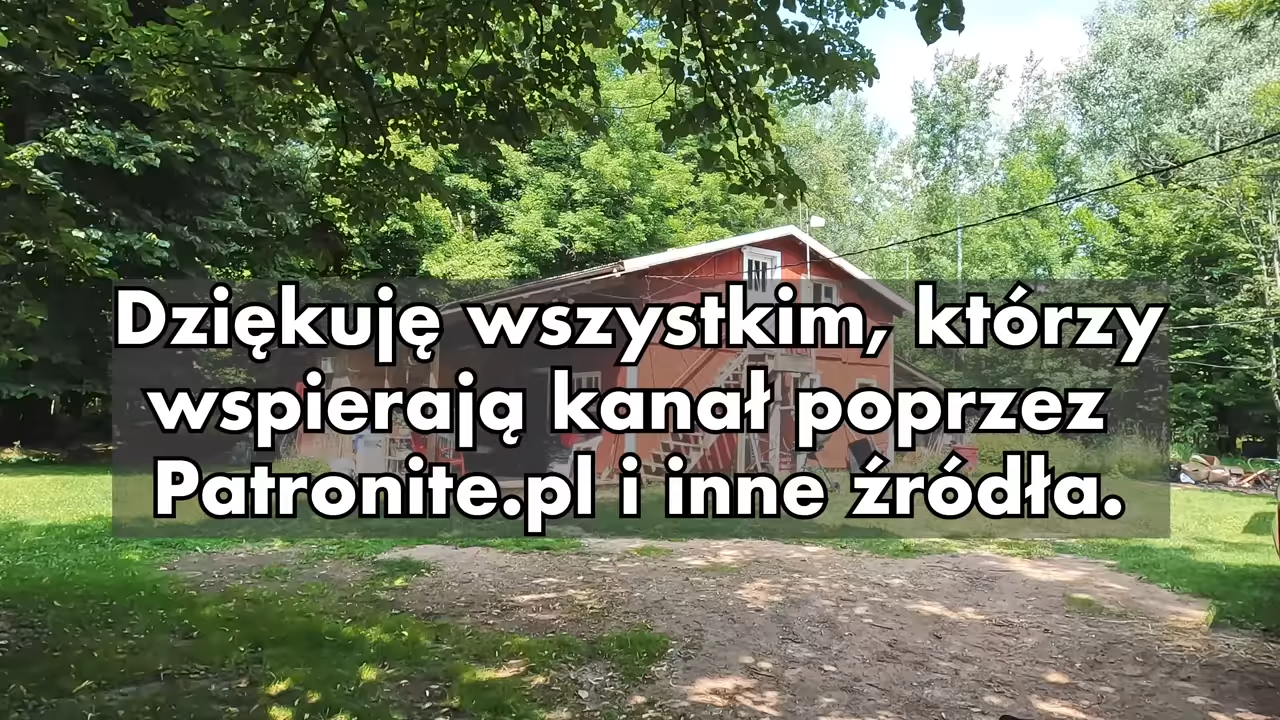 Dziękuję wszystkim, którzy
wspierają kanał poprzez
Patronite.pl i inne źródła.